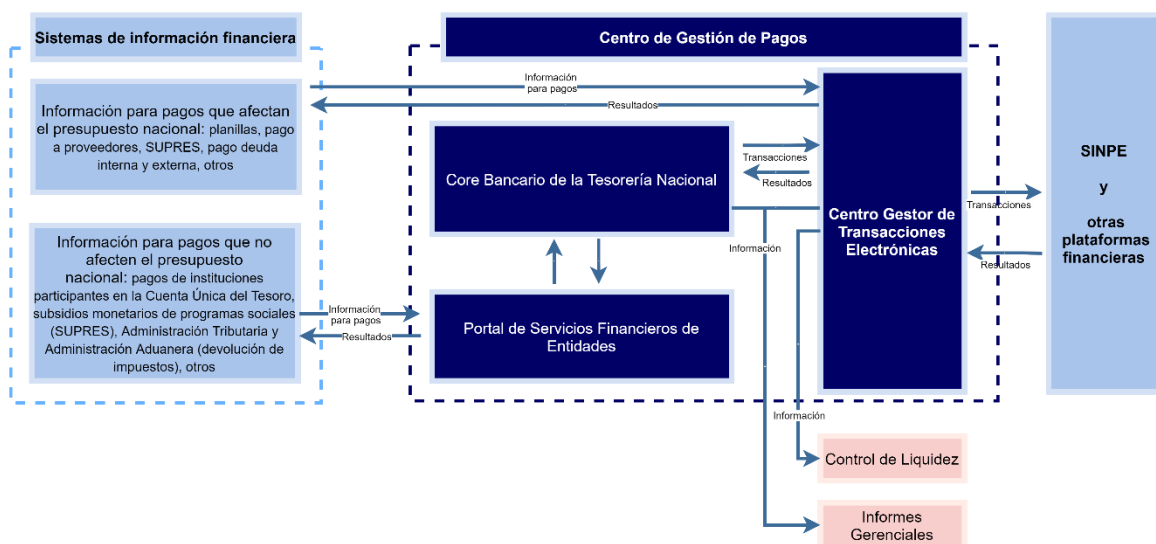 Sistemas de información financiera
Información para pagos que afectan
el presupuesto nacional: planillas, pago
a proveedores, SUPRES, pago deuda
interna y externa, otros
Información para pagos que no
afecten el presupuesto
nacional: pagos de instituciones
participantes en la Cuenta Única del Tesoro,
subsidios monetarios de programas sociales
(SUPRES), Administración Tributaria y
Administración Aduanera (devolución de
impuestos), otros
Centro de Gestión de Pagos
Información
para pagos
Resultados
Core Bancario de la Tesorería Nacional
Transacciones
Resultados
Información
Portal de Servicios Financieros de
Entidades
Información
para pagos
Resultados
Centro Gestor de
Transacciones
Electrónicas
Transacciones
Resultados
SINPE
y
otras
plataformas
financieras
Información
Control de Liquidez
Informes
Gerenciales